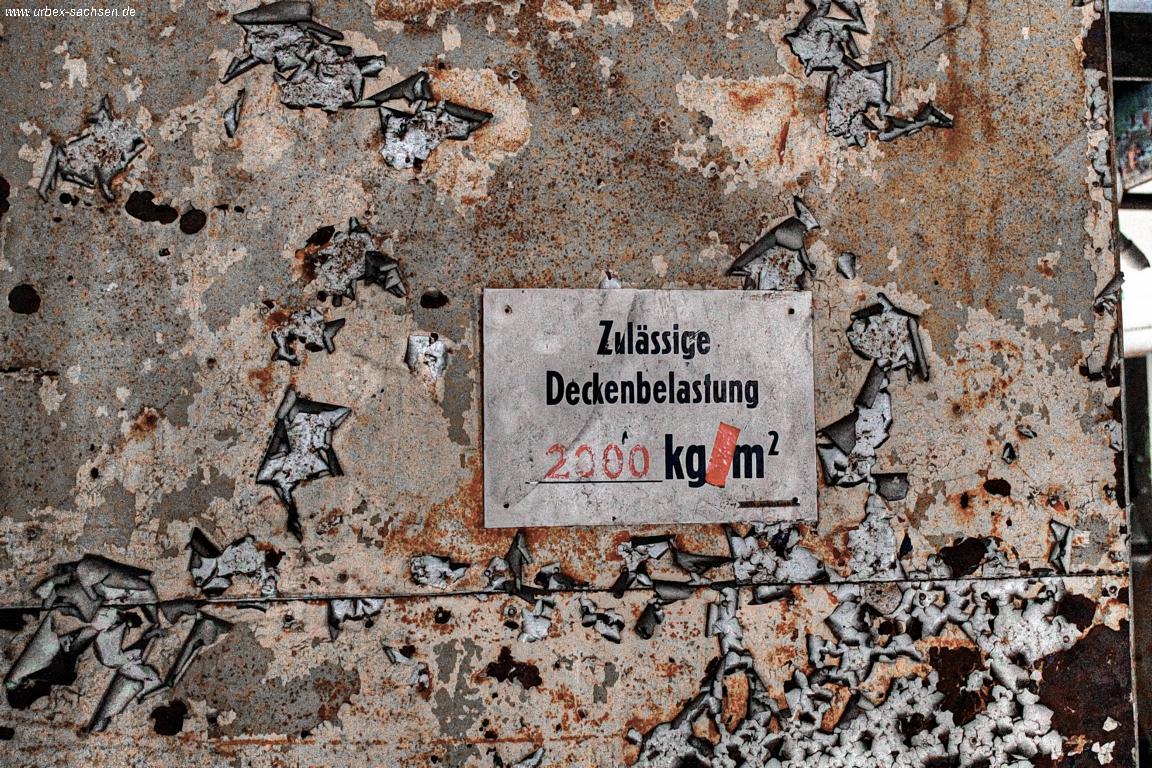 www.urbex-sachsen.de
Zulässige
Deckenbelastung
2000 kg/m²